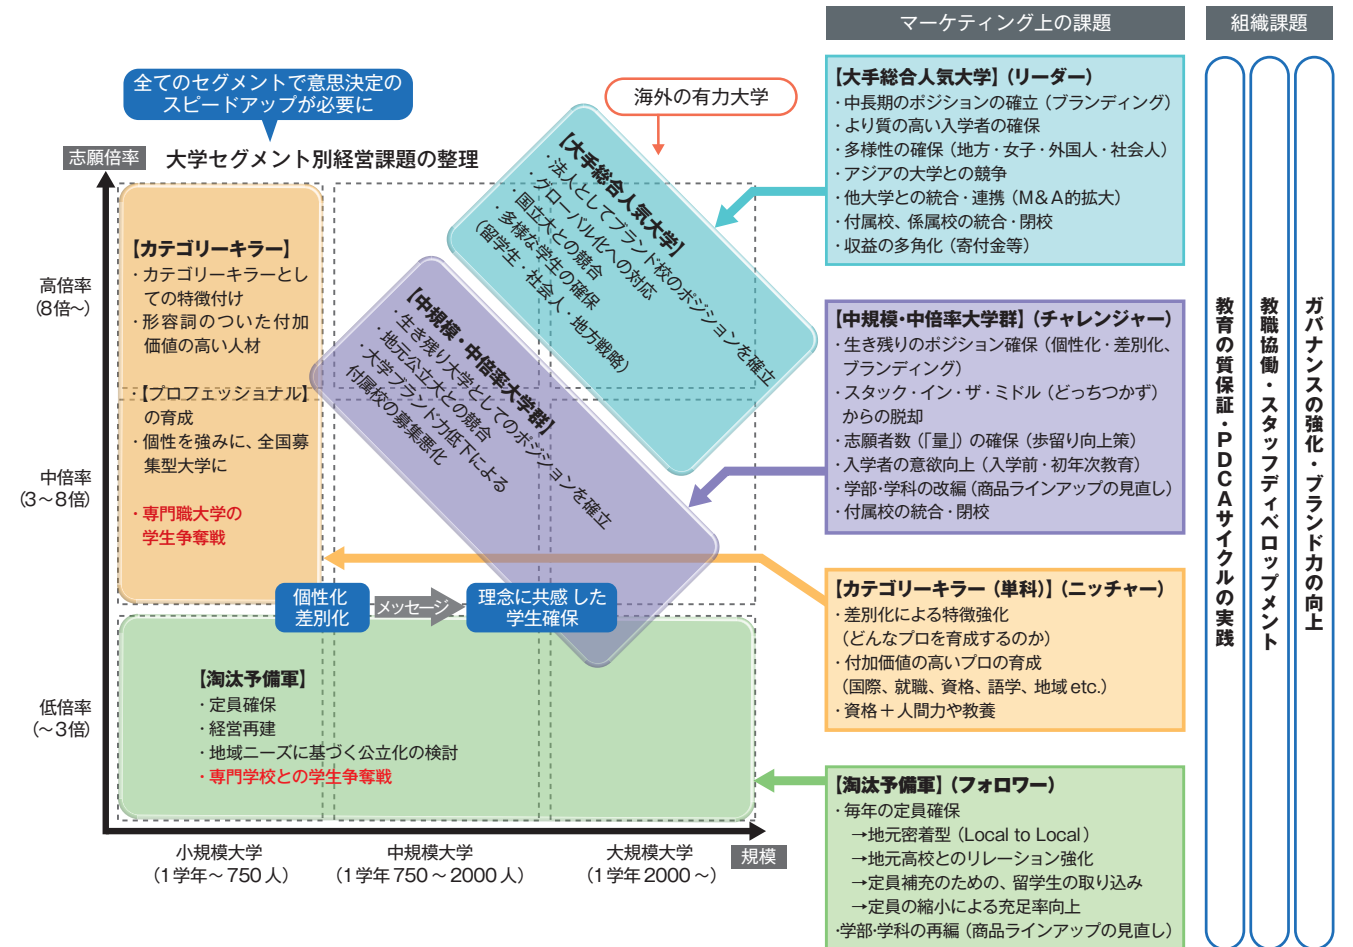 マーケティング上の課題
組織課題
全てのセグメントで意思決定の
スピードアップが必要に
海外の有力大学
志願倍率
大学セグメント別経営課題の整理
高倍率
(8倍~)
中倍率
(3~8倍)
低倍率
(~3倍)
【カテゴリーキラー】
・カテゴリーキラーとし
ての特徴付け
・形容詞のついた付加
価値の高い人材
・【プロフェッショナル】
の育成
・個性を強みに、全国募
集型大学に
・専門職大学の
学生争奪戦
【大手総合人気大学】
・法人としてブランド校のポジションを確立
・グローバル化への対応
・国立大との競合
・多様な学生の確保
(留学生・社会人・地方戦略)
【中規模・中倍率大学群】
・生き残り大学としてのポジションを確立
・地元公立大との競合
・大学ブランド力低下による
付属校の募集悪化
個性化
差別化
メッセージ
理念に共感した
学生確保
【淘汰予備軍】
・定員確保
・経営再建
・地域ニーズに基づく公立化の検討
・専門学校との学生争奪戦
小規模大学
(1学年~750人)
中規模大学
(1学年750~2000人)
大規模大学
(1学年2000~)
規模
【大手総合人気大学】(リーダー)
・中長期のポジションの確立(ブランディング)
・より質の高い入学者の確保
・多様性の確保(地方・女子・外国人・社会人)
・アジアの大学との競争
・他大学との統合・連携(M&A的拡大)
・付属校、係属校の統合・閉校
・収益の多角化(寄付金等)
【中規模・中倍率大学群】(チャレンジャー)
・生き残りのポジション確保(個性化・差別化、
ブランディング)
・スタック・イン・ザ・ミドル(どっちつかず)
からの脱却
・志願者数(「量」)の確保(歩留り向上策)
・入学者の意欲向上(入学前・初年次教育)
・学部・学科の改編(商品ラインアップの見直し)
・付属校の統合・閉校
【カテゴリーキラー(単科)】(ニッチャー)
・差別化による特徴強化
(どんなプロを育成するのか)
・付加価値の高いプロの育成
(国際、就職、資格、語学、地域etc.)
・資格+人間力や教養
【淘汰予備軍】(フォロワー)
・毎年の定員確保
→地元密着型(Local to Local)
→地元高校とのリレーション強化
→定員補充のための、留学生の取り込み
→定員の縮小による充足率向上
・学部・学科の再編(商品ラインアップの見直し)
教育の質保証・PDCAサイクルの実践
教職協働・スタッフディベロップメント
ガバナンスの強化・ブランド力の向上